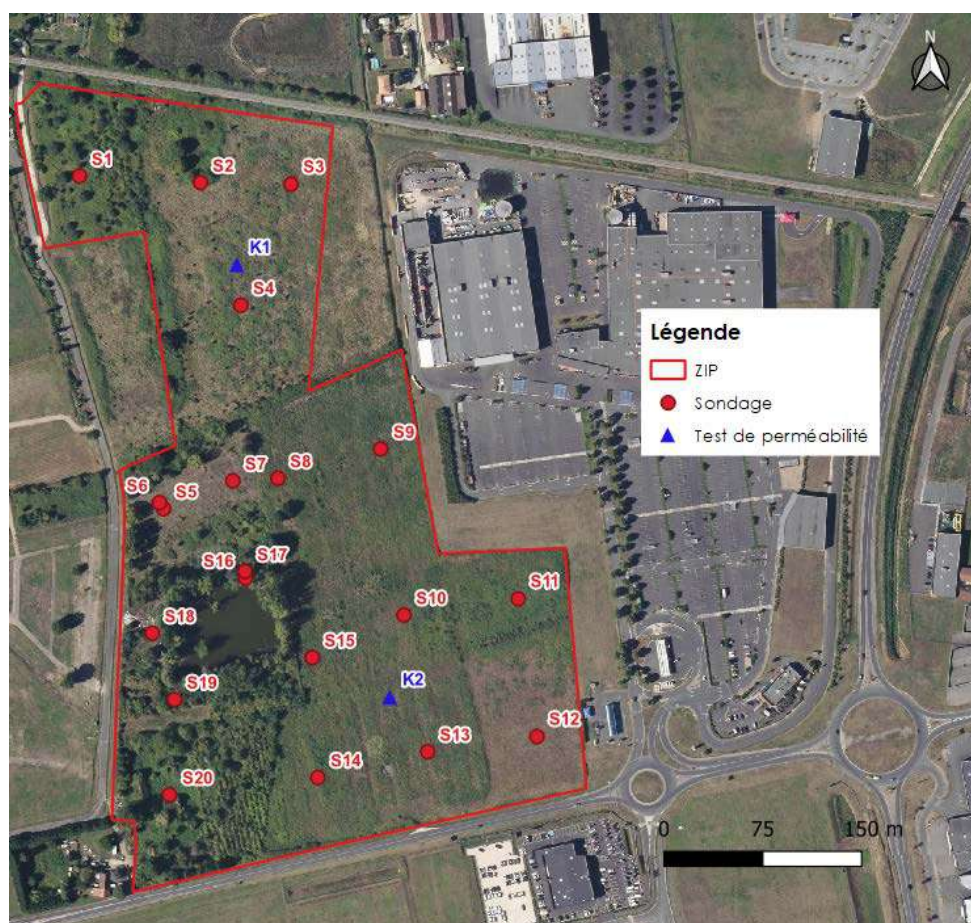 N
S1
S2
S3
K1
S4
Légende
ZIP
Sondage
Test de perméabilité
S9
S7
S8
S6
S5
S16
S17
S11
S10
S18
S15
S19
K2
S12
S13
S14
S20
0 75 150 m